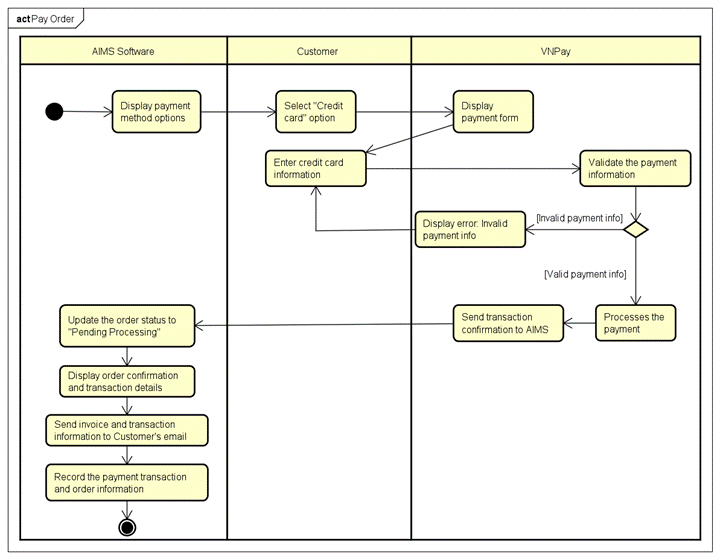 act Pay Order
AIMS Software
Customer
VNPay
Display payment
method options
Select "Credit
card" option
Display
payment form
Enter credit card
information
Validate the payment
information
Display error: Invalid
payment info
[Invalid payment info]
[Valid payment info]
Update the order status to
"Pending Processing"
Send transaction
confirmation to AIMS
Processes the
payment
Display order confirmation
and transaction details
Send invoice and transaction
information to Customer's email
Record the payment transaction
and order information